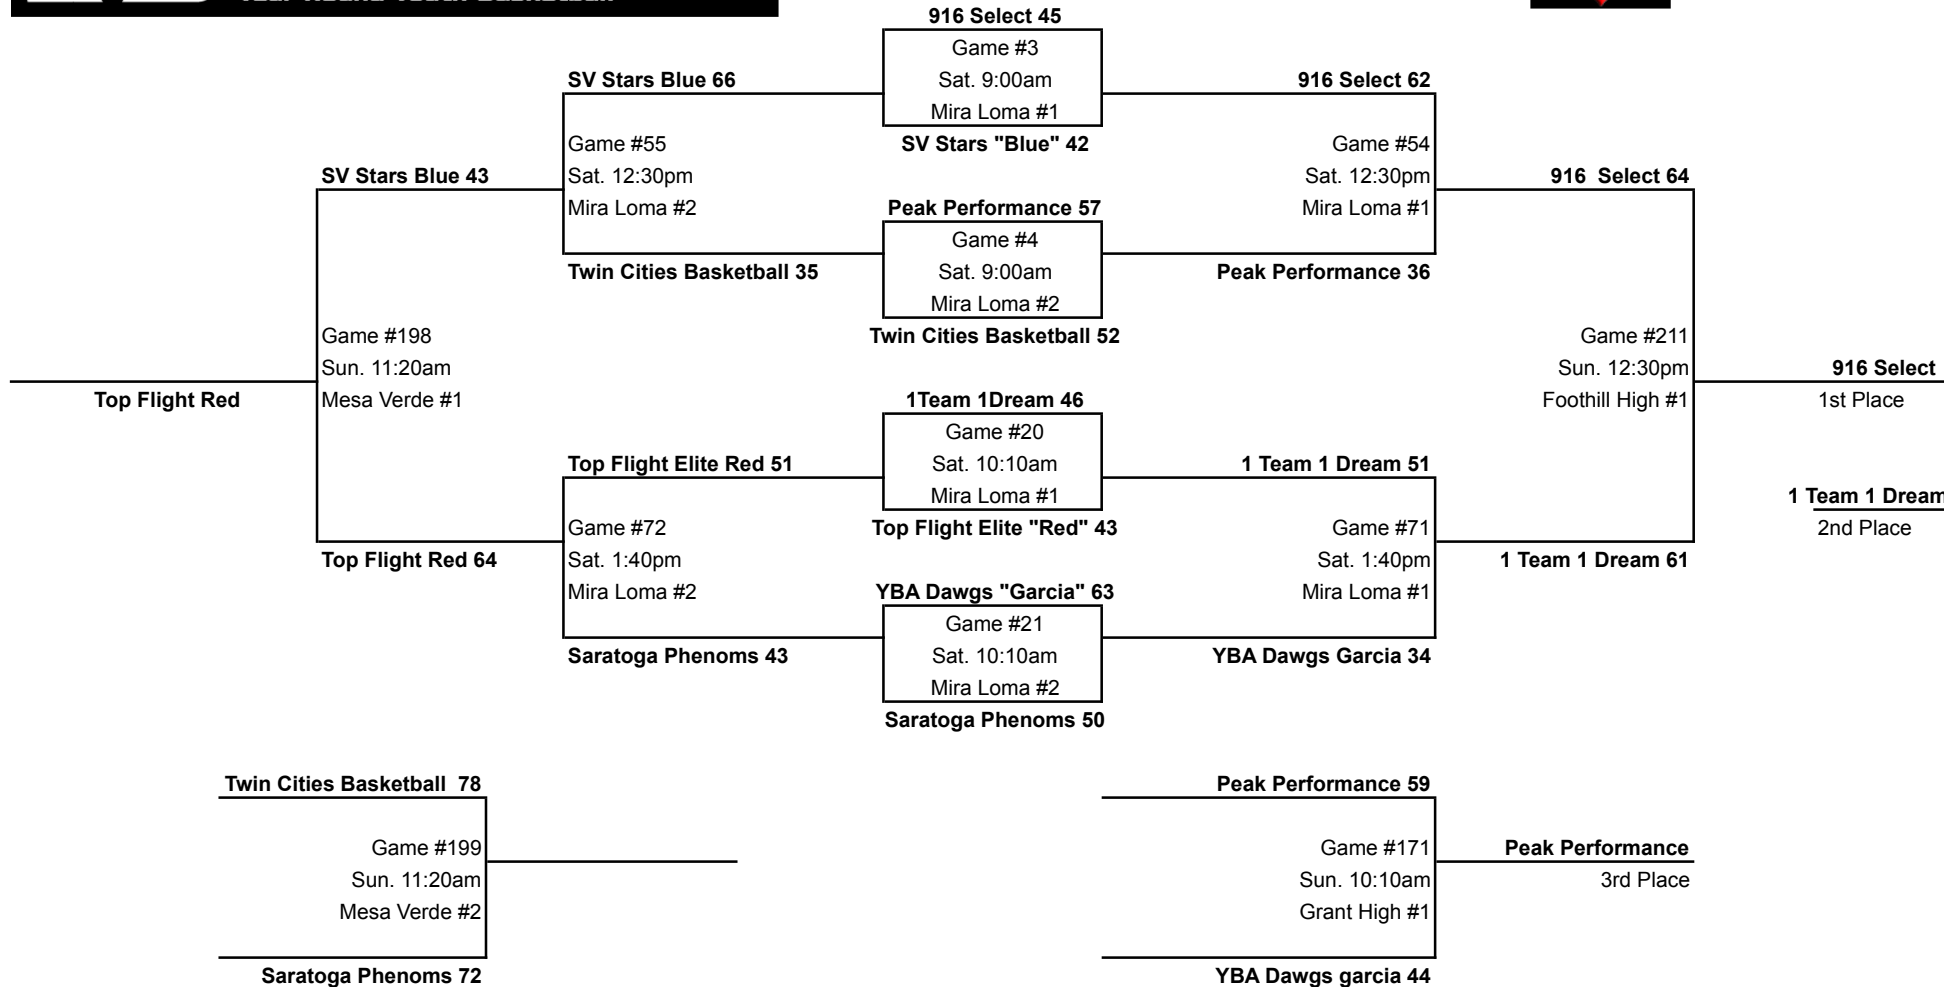 916 Select 45
Game #3
SV Stars Blue 66
Sat. 9:00am
916 Select 62
Mira Loma #1
Game #55
SV Stars "Blue" 42
Game #54
SV Stars Blue 43
Sat. 12:30pm
Sat. 12:30pm
916  Select 64
Mira Loma #2
Peak Performance 57
Mira Loma #1
Game #4
Twin Cities Basketball 35
Sat. 9:00am
Peak Performance 36
Mira Loma #2
Game #198
Twin Cities Basketball 52
Game #211
Sun. 11:20am
Sun. 12:30pm
916 Select
Top Flight Red
Mesa Verde #1
1Team 1Dream 46
Foothill High #1
1st Place
Game #20
Top Flight Elite Red 51
Sat. 10:10am
1 Team 1 Dream 51
Mira Loma #1
1 Team 1 Dream
Game #72
Top Flight Elite "Red" 43
Game #71
2nd Place
Top Flight Red 64
Sat. 1:40pm
Sat. 1:40pm
1 Team 1 Dream 61
Mira Loma #2
YBA Dawgs "Garcia" 63
Mira Loma #1
Game #21
Saratoga Phenoms 43
Sat. 10:10am
YBA Dawgs Garcia 34
Mira Loma #2
Saratoga Phenoms 50
Twin Cities Basketball  78
Peak Performance 59
Game #199
Game #171
Peak Performance
Sun. 11:20am
Sun. 10:10am
3rd Place
Mesa Verde #2
Grant High #1
Saratoga Phenoms 72
YBA Dawgs garcia 44